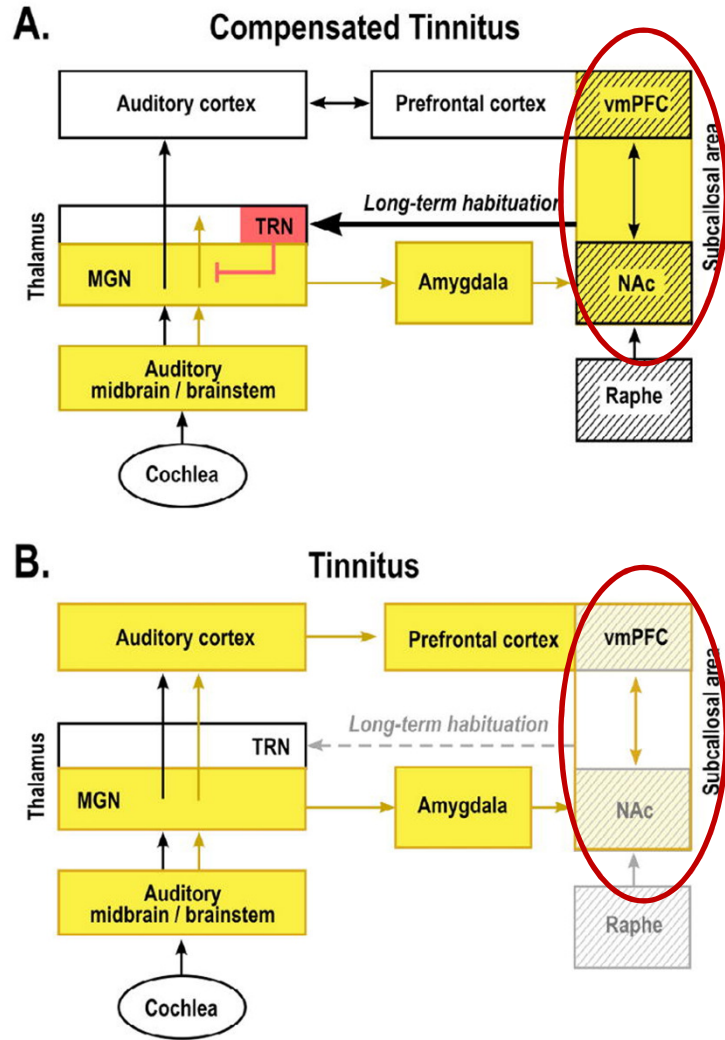 A.
Compensated Tinnitus
Auditory cortex
Prefrontal cortex
vmPFC
Subcallosal area
Long-term habituation
Thalamus
TRN
MGN
Amygdala
NAc
Auditory
midbrain / brainstem
Raphe
Cochlea
B.
Tinnitus
Auditory cortex
Prefrontal cortex
vmPFC
Subcallosal area
Long-term habituation
Thalamus
TRN
MGN
Amygdala
NAc
Auditory
midbrain / brainstem
Raphe
Cochlea